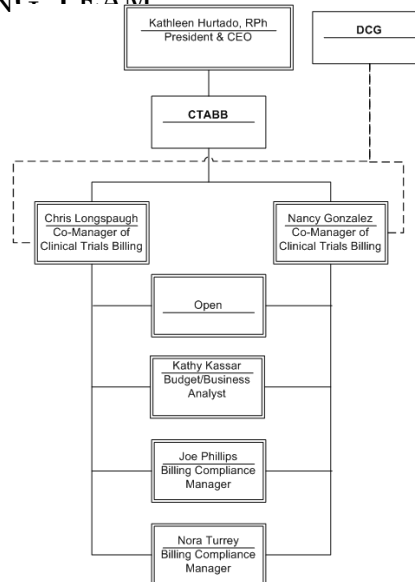 Kathleen Hurtado, RPh
President & CEO
DCG
CTABB
Chris Longspaugh
Co-Manager of
Clinical Trials Billing
Nancy Gonzalez
Co-Manager of
Clinical Trials Billing
Open
Kathy Kassar
Budget/Business
Analyst
Joe Phillips
Billing Compliance
Manager
Nora Turrey
Billing Compliance
Manager